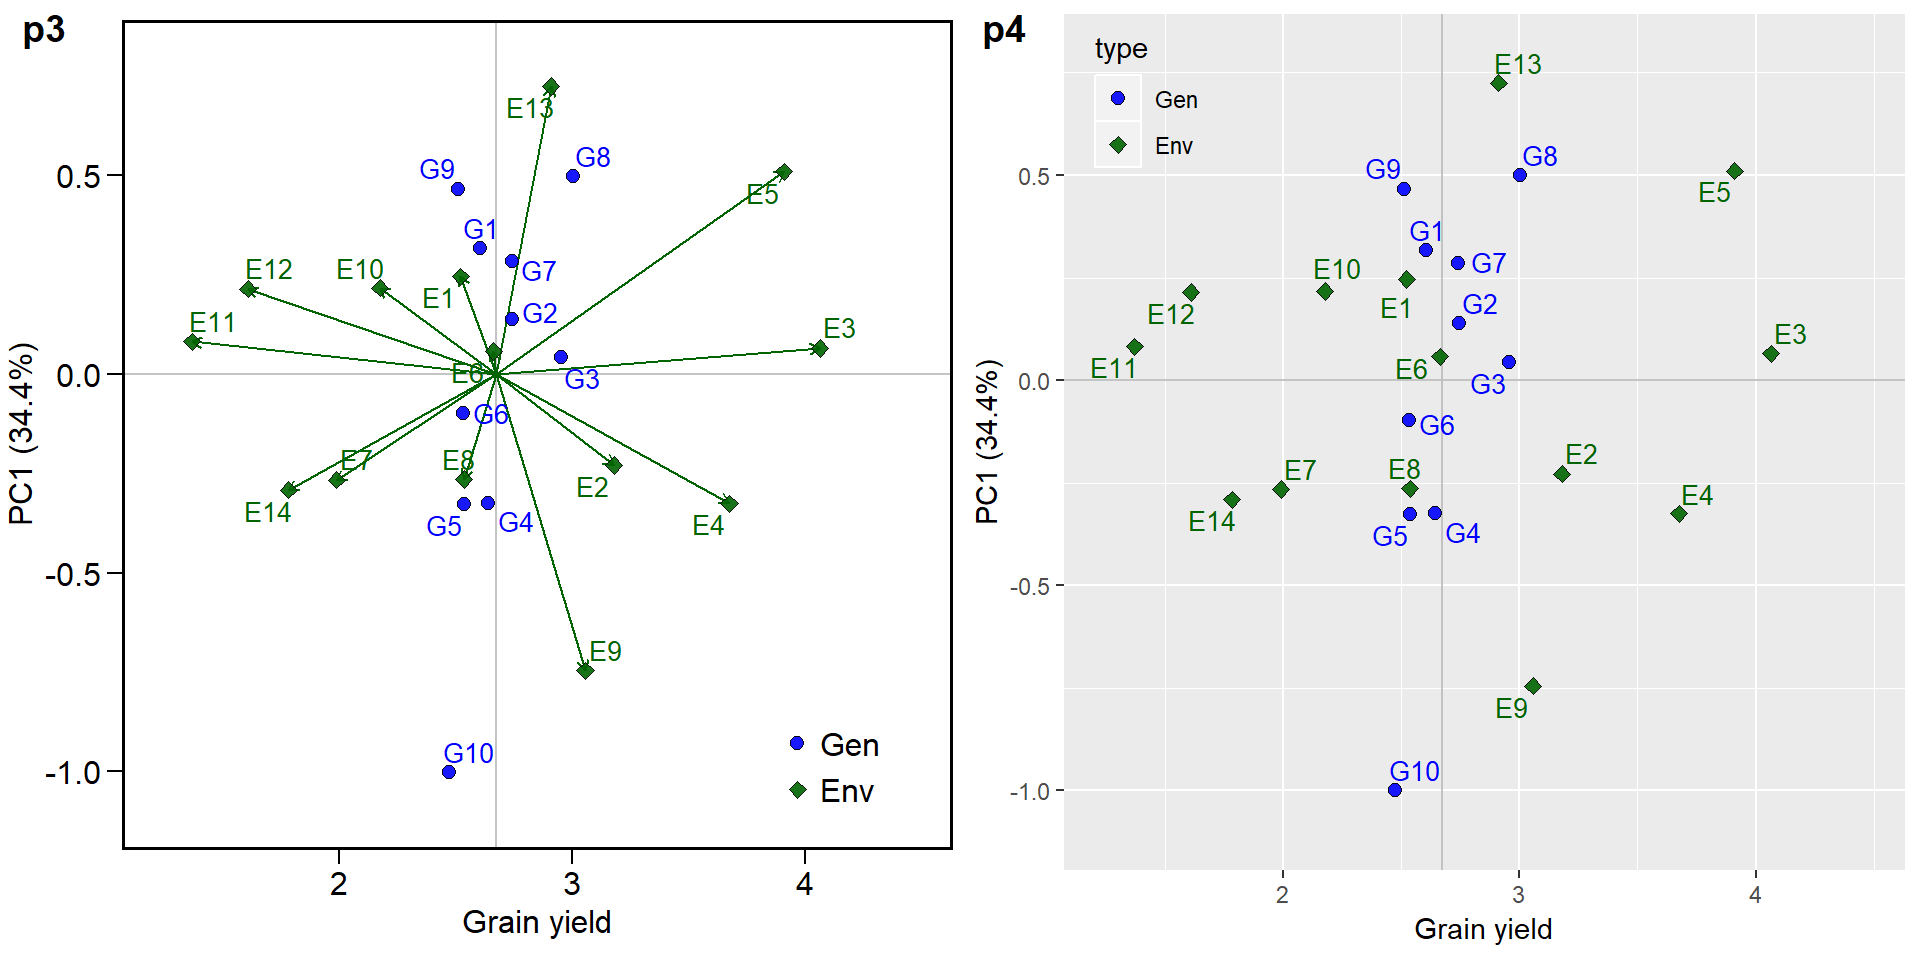 p3
E13
G9
G8
0.5
E5
G1
E12
E10
G7
E1
G2
E11
E3
0.0
E6
G3
G6
E7
E8
E2
E14
G5
G4
E4
-0.5
E9
G10
Gen
-1.0
Env
2
3
4
Grain yield
PC1 (34.4%)
p4
type
Gen
Env
E13
G9
G8
0.5
E5
G1
G7
E10
E1
G2
E12
E3
E11
E6
G3
0.0
G6
E2
E7
E8
E4
E14
G5
G4
-0.5
E9
G10
-1.0
2
3
4
Grain yield
PC1 (34.4%)